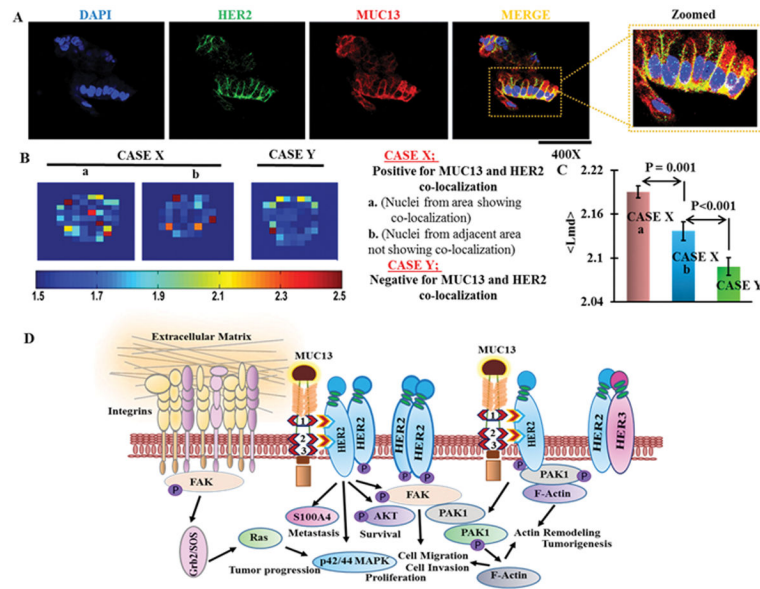 A
DAPI
HER2
MUC13
MERGE
Zoomed
400X
B
CASE X
a
b
CASE Y
1.5
1.7
1.9
2.1
2.3
2.5
CASE X;
Positive for MUC13 and HER2
co-localization
a. (Nuclei from area showing
co-localization)
b. (Nuclei from adjacent area
not showing co-localization)
CASE Y;
Negative for MUC13 and HER2
co-localization
C
2.22
2.16
2.1
2.04
<Lmd>
P = 0.001
P<0.001
CASE X
a
CASE X
b
CASE Y
D
Extracellular Matrix
Integrins
MUC13
1
2
3
HER2
HER2
HER2
HER2
MUC13
1
2
3
HER2
HER2
HER3
P
FAK
P
P
P
P
FAK
P
P
PAK1
F-Actin
P
P
Grb2/SOS
Ras
Tumor progression
S100A4
Metastasis
P
AKT
Survival
p42/44 MAPK
Proliferation
Cell Migration
Cell Invasion
PAK1
PAK1
P
F-Actin
Actin Remodeling
Tumorigenesis